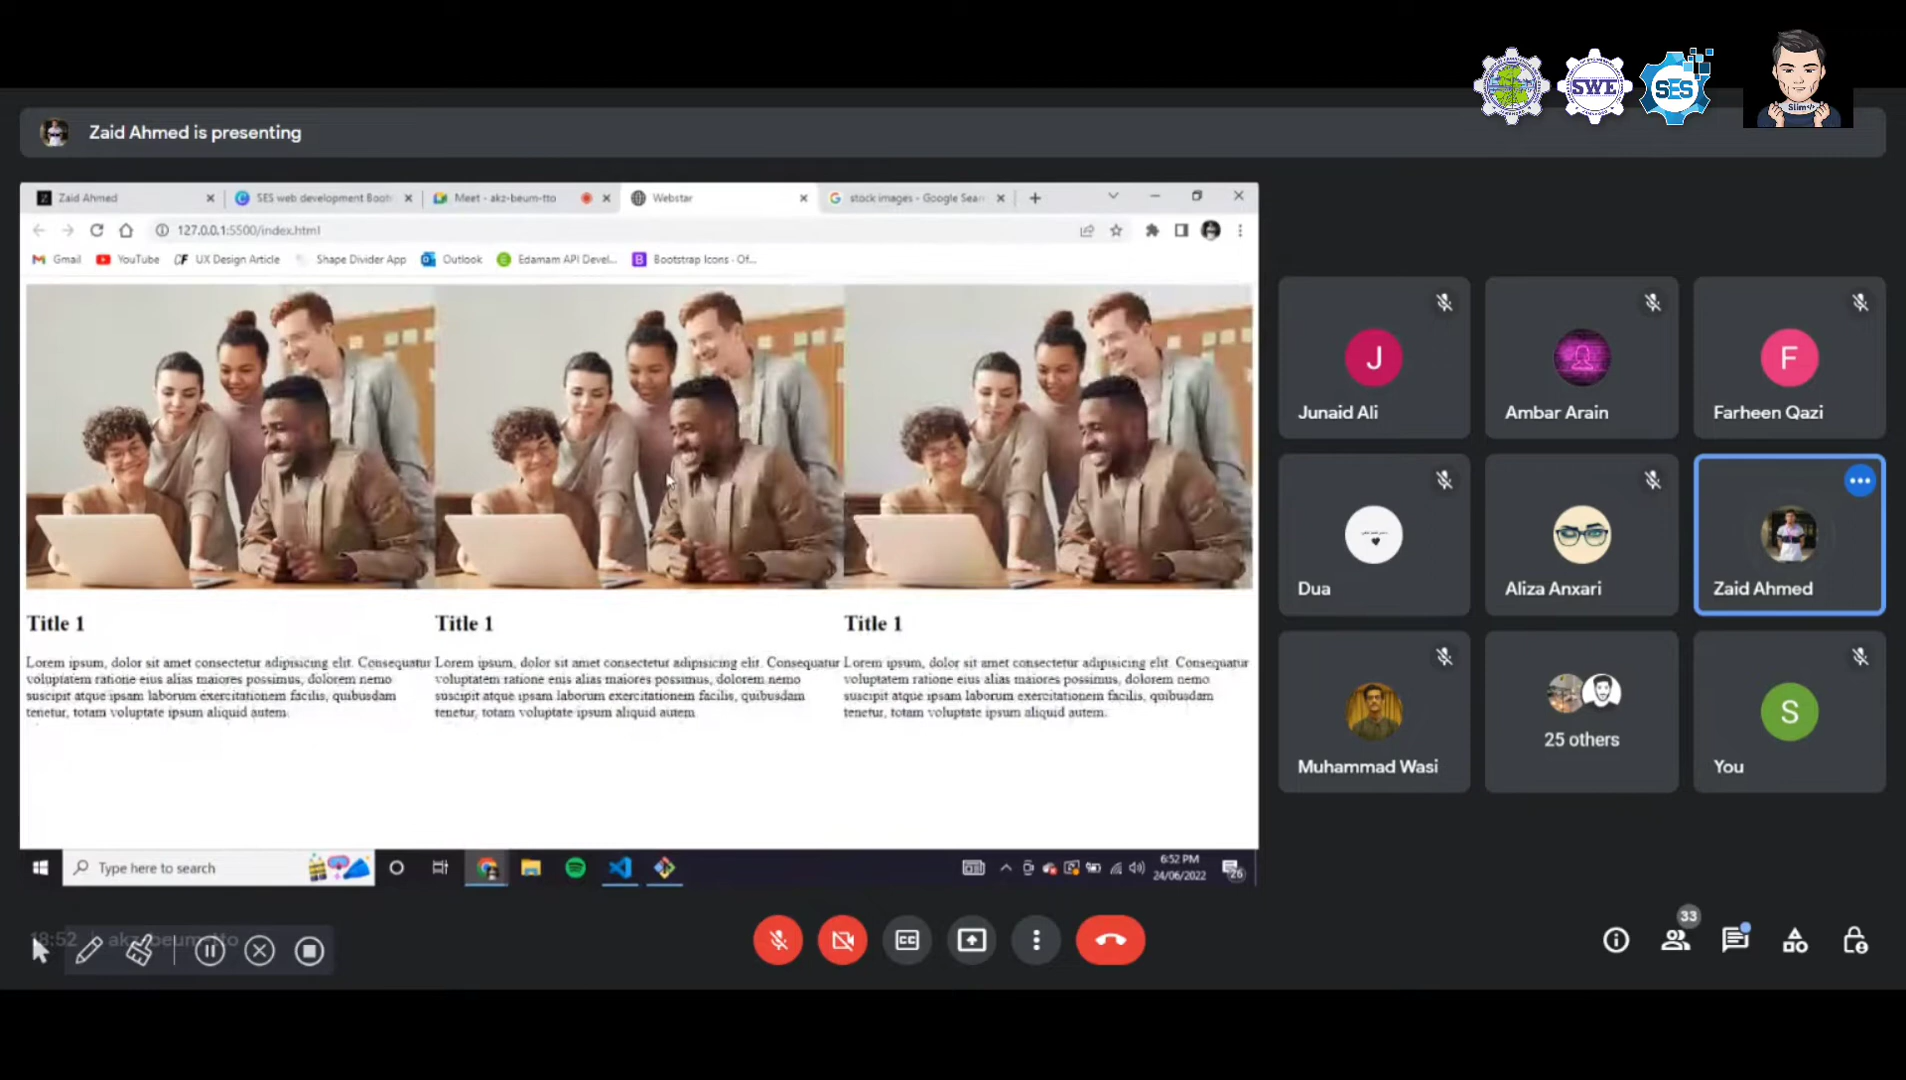 SWE
SES
Slim</>
Zaid Ahmed is presenting
Zaid Ahmed
SES web development Boot
Meet - akz-beum-tto
Webstar
stock images - Google Sear
127.0.0.1:5500/index.html
Gmail
YouTube
UX Design Article
Shape Divider App
Outlook
Edamam API Devel...
Bootstrap Icons · Of...
Title 1
Title 1
Title 1
Lorem ipsum, dolor sit amet consectetur adipisicing elit. Consequatur
voluptatem ratione eius alias maiores possimus, dolorem nemo
suscipit atque ipsam laborum exercitationem facilis, quibusdam
tenetur, totam voluptate ipsum aliquid autem.
Lorem ipsum, dolor sit amet consectetur adipisicing elit. Consequatur
voluptatem ratione eius alias maiores possimus, dolorem nemo
suscipit atque ipsam laborum exercitationem facilis, quibusdam
tenetur, totam voluptate ipsum aliquid autem.
Lorem ipsum, dolor sit amet consectetur adipisicing elit. Consequatur
voluptatem ratione eius alias maiores possimus, dolorem nemo
suscipit atque ipsam laborum exercitationem facilis, quibusdam
tenetur, totam voluptate ipsum aliquid autem.
Type here to search
6:52 PM
24/06/2022
26
J
Junaid Ali
Ambar Arain
F
Farheen Qazi
Dua
Aliza Anxari
Zaid Ahmed
Muhammad Wasi
25 others
S
You
18:52 | akz-beum-tto
CC
33